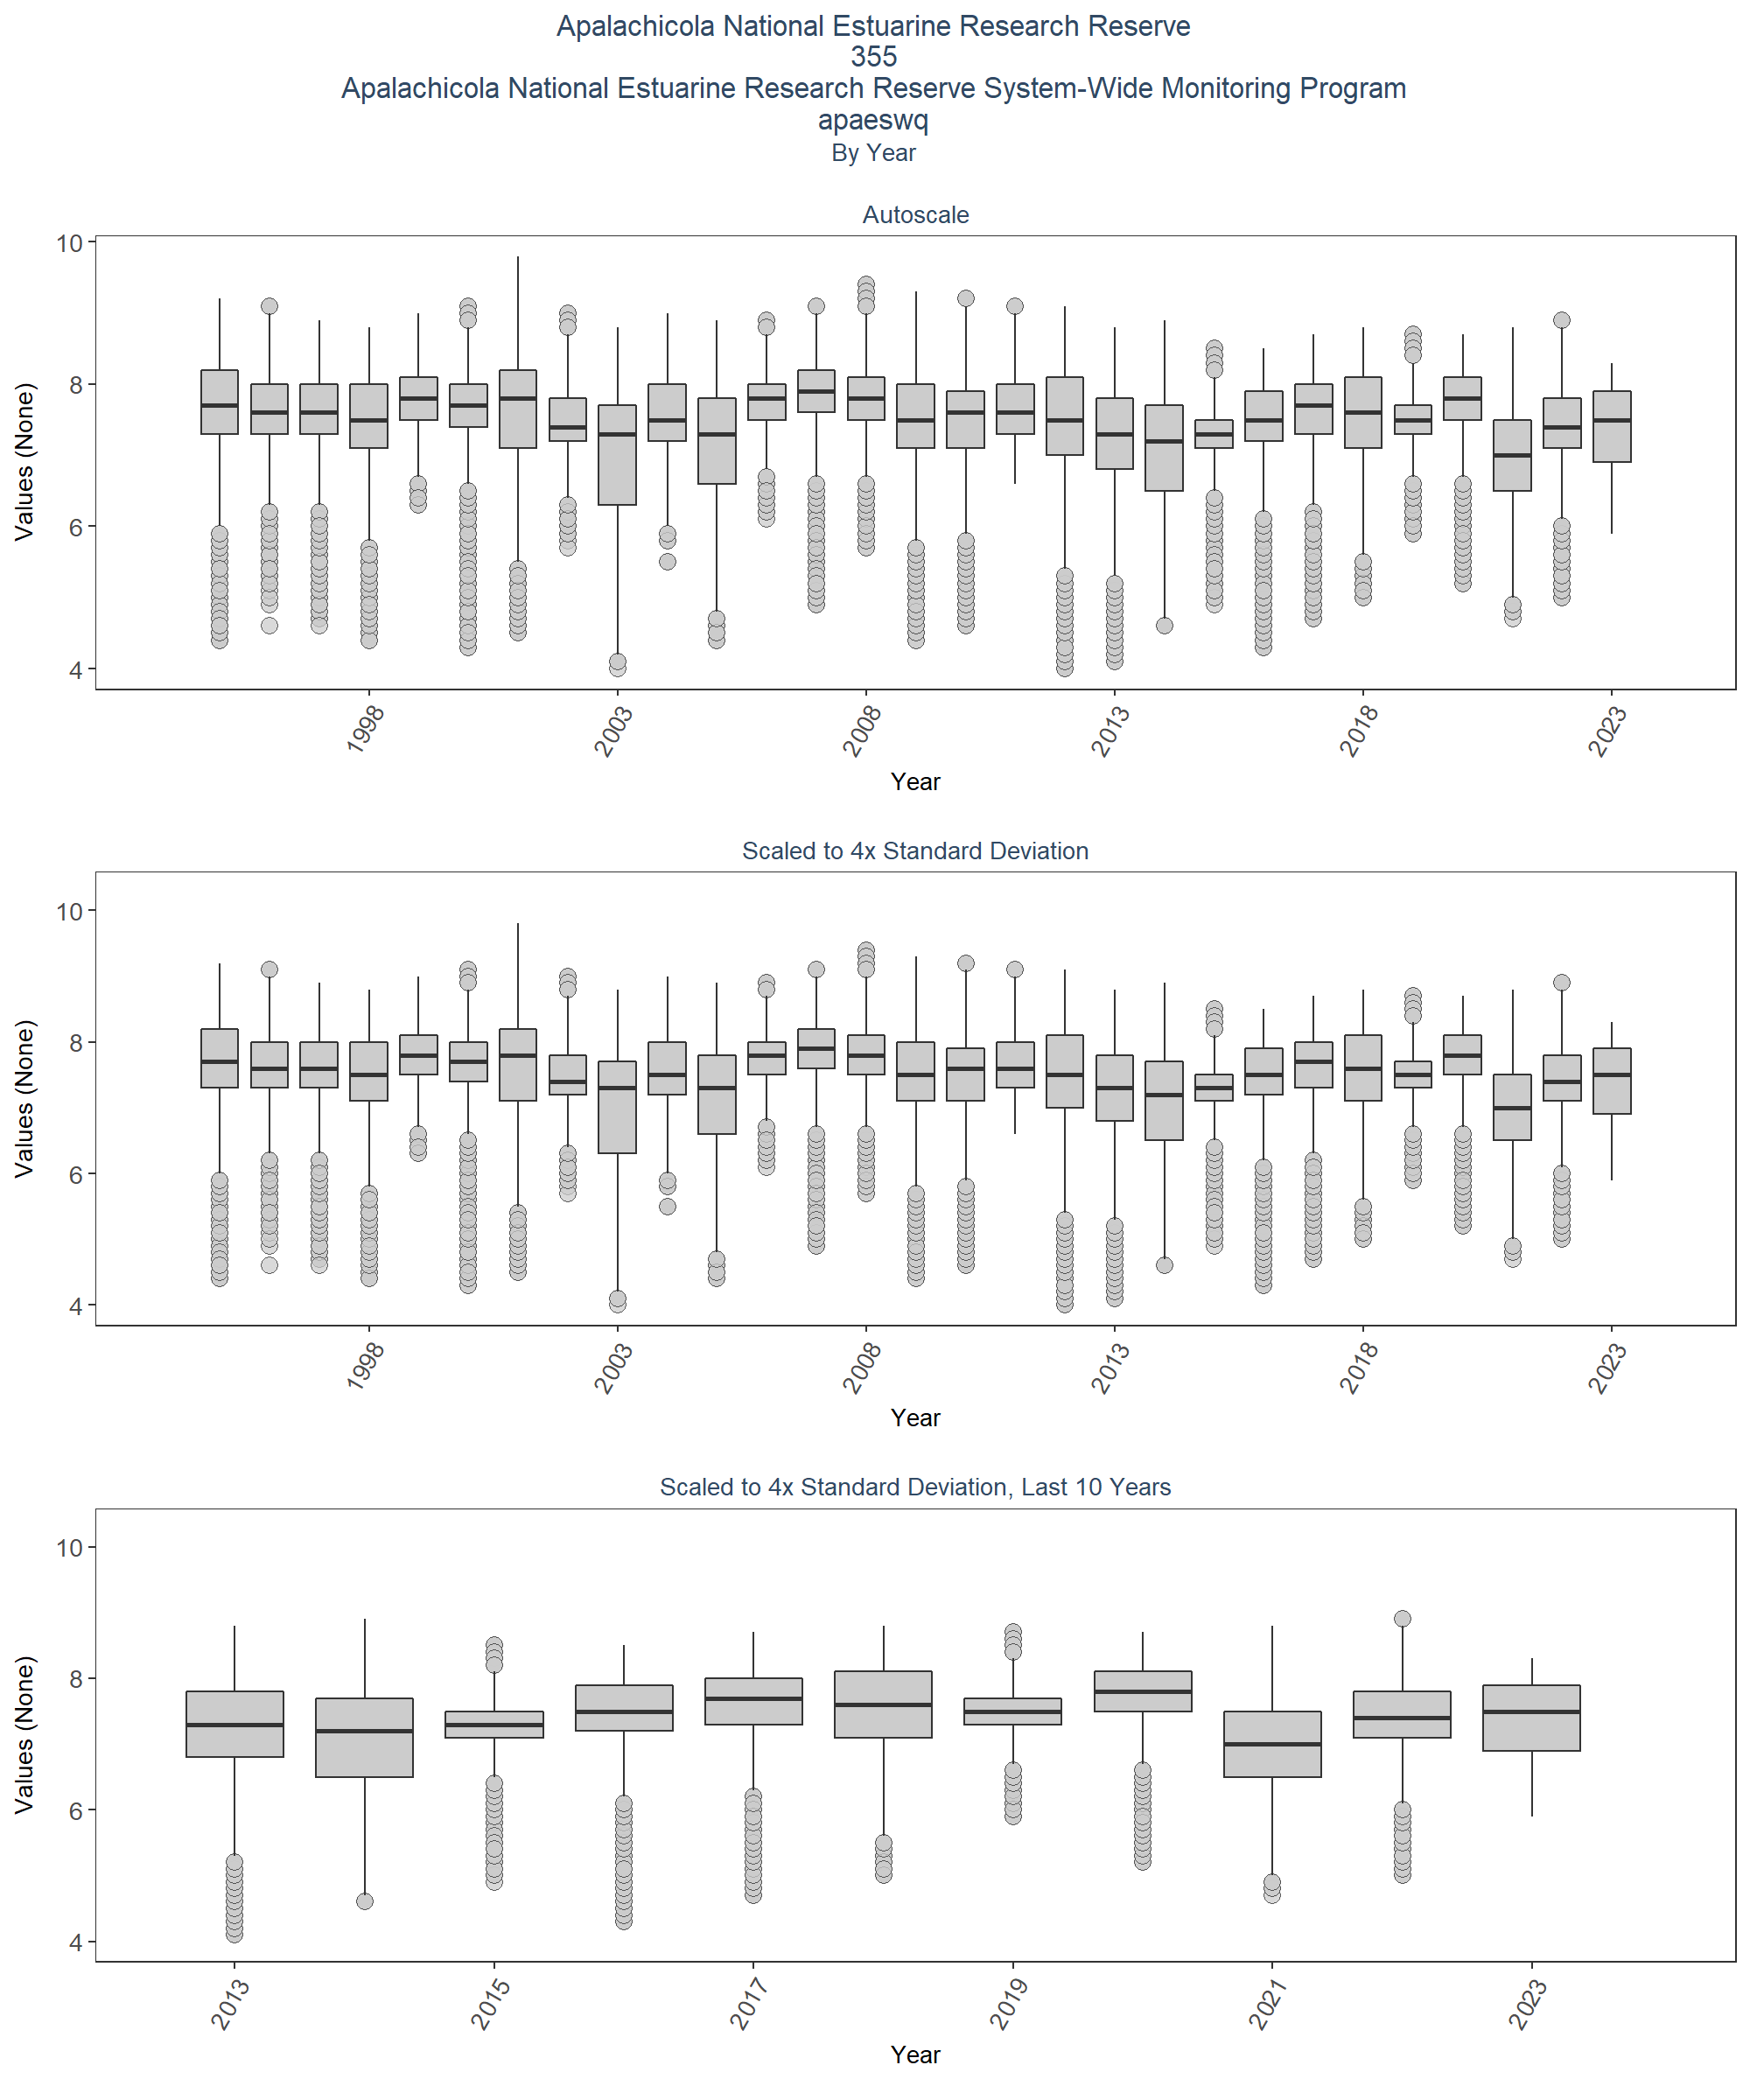 Apalachicola National Estuarine Research Reserve
355
Apalachicola National Estuarine Research Reserve System-Wide Monitoring Program
apaeswq
By Year
Autoscale
Values (None)
10
8
6
4
1998
2003
2008
2013
2018
2023
Year
Scaled to 4x Standard Deviation
Values (None)
10
8
6
4
1998
2003
2008
2013
2018
2023
Year
Scaled to 4x Standard Deviation, Last 10 Years
Values (None)
10
8
6
4
2013
2015
2017
2019
2021
2023
Year